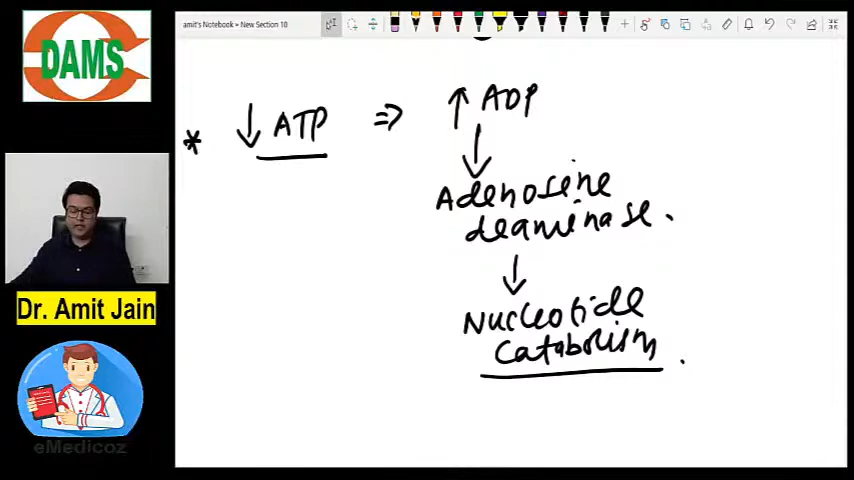 amit's Notebook > New Section 10
DAMS
* ↓ ATP ⇒ ↑ ADP
↓
Adenosine
deaminase.
↓
Nucleotide
Catabolism.
Dr. Amit Jain
eMedicoz